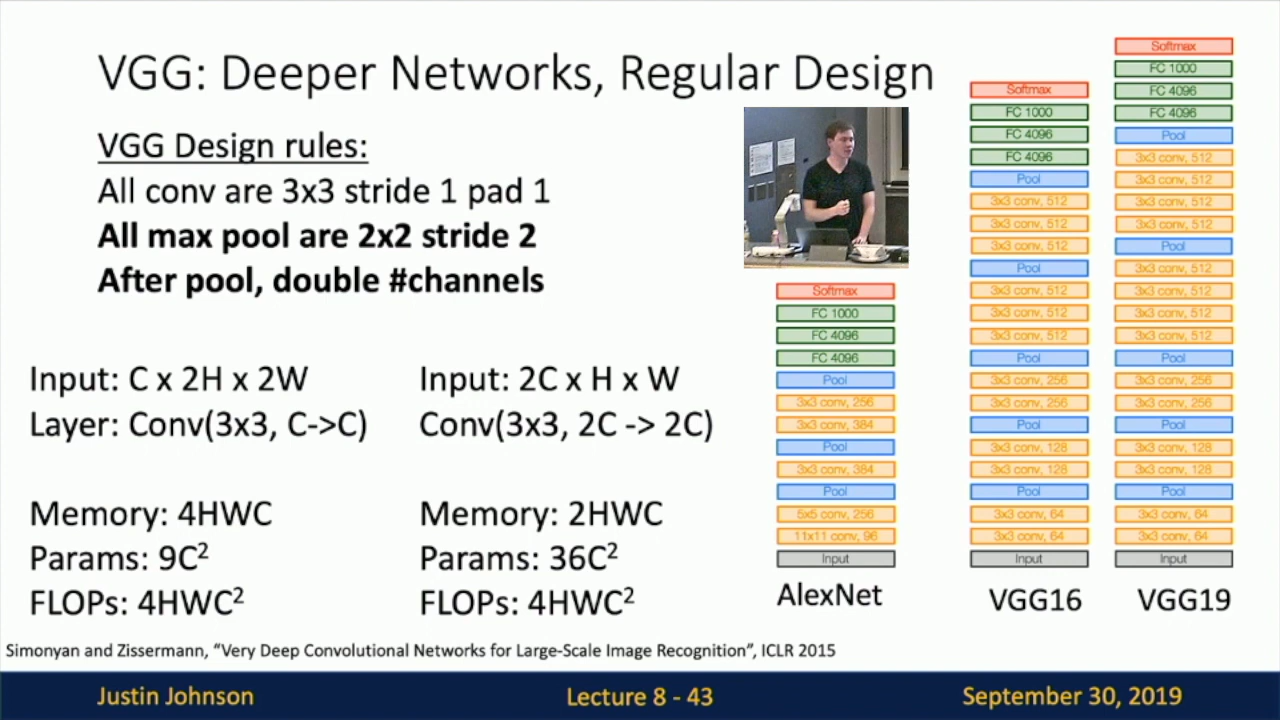 VGG: Deeper Networks, Regular Design
VGG Design rules:
All conv are 3x3 stride 1 pad 1
All max pool are 2x2 stride 2
After pool, double #channels
Input: C x 2H x 2W
Layer: Conv(3x3, C->C)
Memory: 4HWC
Params: 9C²
FLOPs: 4HWC²
Input: 2C x H x W
Conv(3x3, 2C -> 2C)
Memory: 2HWC
Params: 36C²
FLOPs: 4HWC²
Softmax
FC 1000
FC 4096
FC 4096
Pool
3x3 conv, 256
3x3 conv, 384
Pool
3x3 conv, 384
Pool
5x5 conv, 256
11x11 conv, 96
Input
AlexNet
Softmax
FC 1000
FC 4096
FC 4096
Pool
3x3 conv, 512
3x3 conv, 512
3x3 conv, 512
Pool
3x3 conv, 512
3x3 conv, 512
3x3 conv, 512
Pool
3x3 conv, 256
3x3 conv, 256
Pool
3x3 conv, 128
3x3 conv, 128
Pool
3x3 conv, 64
3x3 conv, 64
Input
VGG16
Softmax
FC 1000
FC 4096
FC 4096
Pool
3x3 conv, 512
3x3 conv, 512
3x3 conv, 512
3x3 conv, 512
Pool
3x3 conv, 512
3x3 conv, 512
3x3 conv, 512
3x3 conv, 512
Pool
3x3 conv, 256
3x3 conv, 256
Pool
3x3 conv, 128
3x3 conv, 128
Pool
3x3 conv, 64
3x3 conv, 64
Input
VGG19
Simonyan and Zissermann, “Very Deep Convolutional Networks for Large-Scale Image Recognition”, ICLR 2015
Justin Johnson
Lecture 8 - 43
September 30, 2019